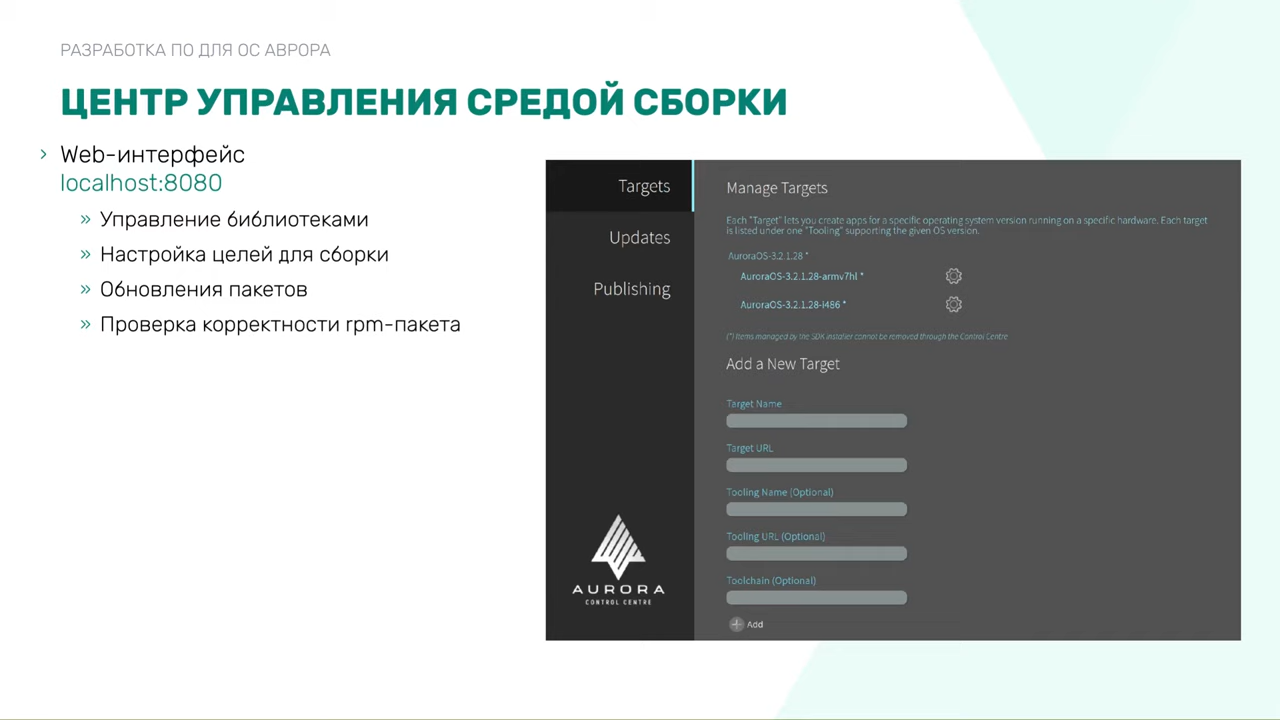 РАЗРАБОТКА ПО ДЛЯ ОС АВРОРА
ЦЕНТР УПРАВЛЕНИЯ СРЕДОЙ СБОРКИ
› Web-интерфейс
localhost:8080
» Управление библиотеками
» Настройка целей для сборки
» Обновления пакетов
» Проверка корректности rpm-пакета
Targets
Updates
Publishing
AURORA
CONTROL CENTRE
Manage Targets
Each "Target" lets you create apps for a specific operating system version running on a specific hardware. Each target
is listed under one "Tooling" supporting the given OS version.
AuroraOS-3.2.1.28 *
AuroraOS-3.2.1.28-armv7hl *
AuroraOS-3.2.1.28-i486 *
(*) Items managed by the SDK installer cannot be removed through the Control Centre
Add a New Target
Target Name
Target URL
Tooling Name (Optional)
Tooling URL (Optional)
Toolchain (Optional)
Add